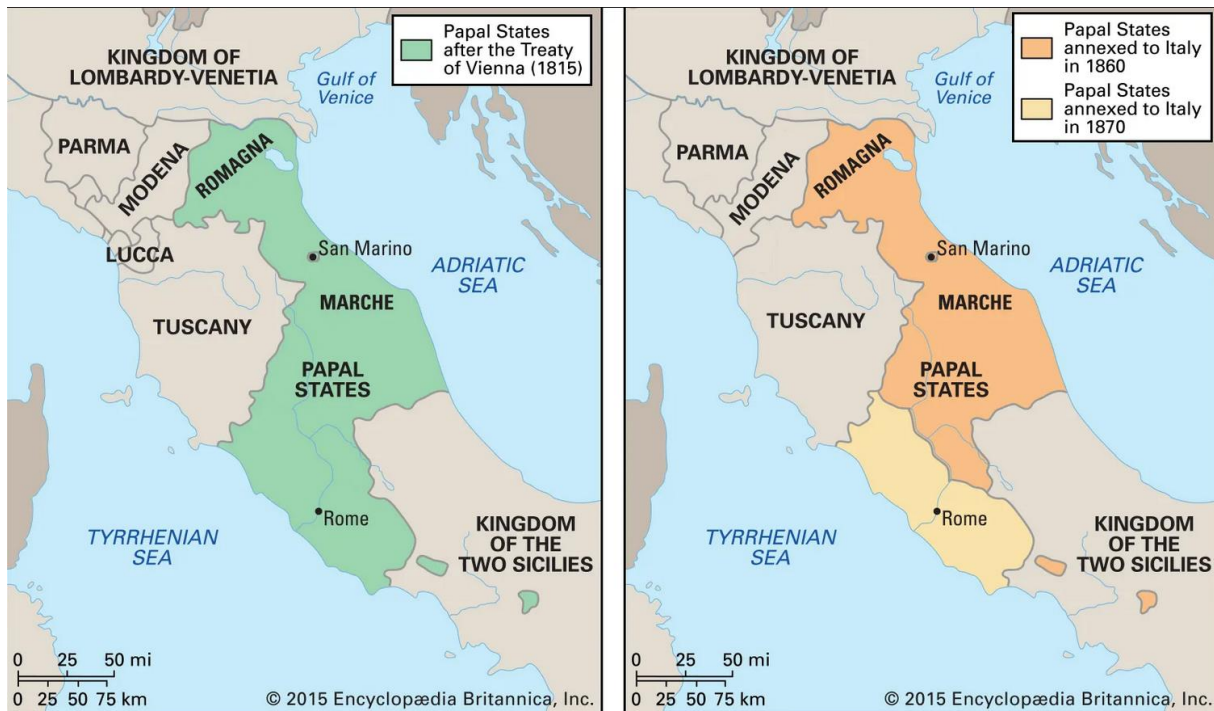 Papal States
after the Treaty
of Vienna (1815)
KINGDOM OF
LOMBARDY-VENETIA
Gulf of
Venice
PARMA
MODENA
ROMAGNA
LUCCA
San Marino
ADRIATIC
SEA
MARCHE
TUSCANY
PAPAL
STATES
Rome
TYRRHENIAN
SEA
KINGDOM
OF THE
TWO SICILIES
0 25 50 mi
0 25 50 75 km
© 2015 Encyclopædia Britannica, Inc.
Papal States
annexed to Italy
in 1860
Papal States
annexed to Italy
in 1870
KINGDOM OF
LOMBARDY-VENETIA
Gulf of
Venice
PARMA
MODENA
ROMAGNA
San Marino
ADRIATIC
SEA
MARCHE
TUSCANY
PAPAL
STATES
Rome
TYRRHENIAN
SEA
KINGDOM
OF THE
TWO SICILIES
0 25 50 mi
0 25 50 75 km
© 2015 Encyclopædia Britannica, Inc.